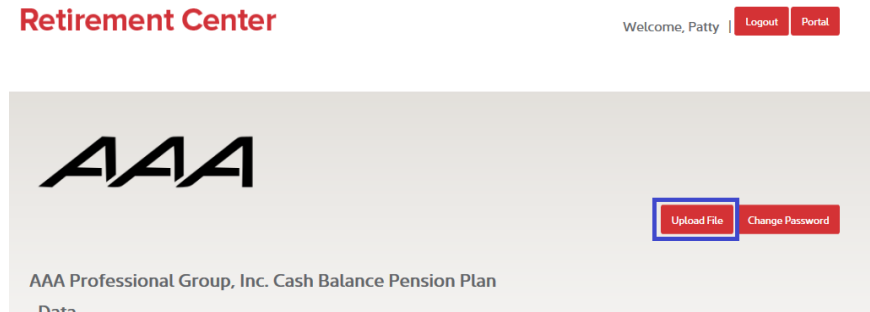 Retirement Center
Welcome, Patty | Logout Portal
AAA
Upload File Change Password
AAA Professional Group, Inc. Cash Balance Pension Plan
Data